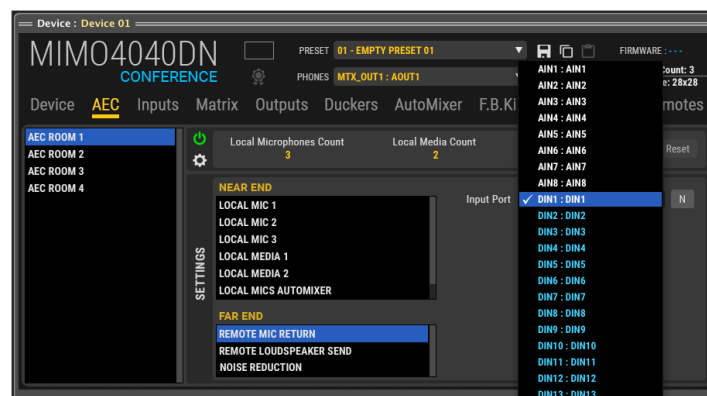 Device : Device 01
MIMO4040DN
CONFERENCE
PRESET 01 - EMPTY PRESET 01
FIRMWARE : ---
PHONES MTX_OUT1 : AOUT1
Count: 3
e: 28x28
Device AEC Inputs Matrix Outputs Duckers AutoMixer F.B.Ki motes
AEC ROOM 1
AEC ROOM 2
AEC ROOM 3
AEC ROOM 4
Local Microphones Count
3
Local Media Count
2
Reset
SETTINGS
NEAR END
LOCAL MIC 1
LOCAL MIC 2
LOCAL MIC 3
LOCAL MEDIA 1
LOCAL MEDIA 2
LOCAL MICS AUTOMIXER
FAR END
REMOTE MIC RETURN
REMOTE LOUDSPEAKER SEND
NOISE REDUCTION
Input Port
N
AIN1 : AIN1
AIN2 : AIN2
AIN3 : AIN3
AIN4 : AIN4
AIN5 : AIN5
AIN6 : AIN6
AIN7 : AIN7
AIN8 : AIN8
DIN1 : DIN1
DIN2 : DIN2
DIN3 : DIN3
DIN4 : DIN4
DIN5 : DIN5
DIN6 : DIN6
DIN7 : DIN7
DIN8 : DIN8
DIN9 : DIN9
DIN10 : DIN10
DIN11 : DIN11
DIN12 : DIN12
DIN13 : DIN13